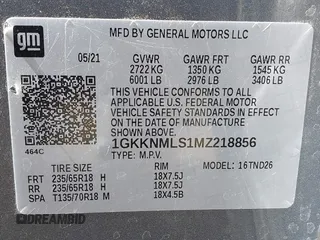 gm
MFD BY GENERAL MOTORS LLC
05/21 GVWR GAWR FRT GAWR RR
2722 KG 1350 KG 1545 KG
6001 LB 2976 LB 3406 LB
THIS VEHICLE CONFORMS TO ALL
APPLICABLE U.S. FEDERAL MOTOR
VEHICLE SAFETY STANDARDS IN
EFFECT ON THE DATE OF
MANUFACTURE SHOWN ABOVE.
464C
1GKKNMLS1MZ218856
TYPE: M.P.V. MODEL: 16TND26
TIRE SIZE RIM
FRT 235/65R18 H 18X7.5J
RR 235/65R18 H 18X7.5J
SPA T135/70R18 M 18X4.5B
DREAMBID